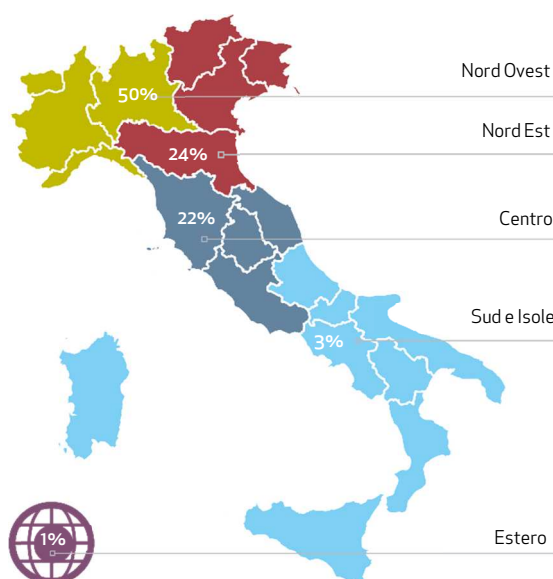 50% Nord Ovest
24% Nord Est
22% Centro
3% Sud e Isole
1% Estero